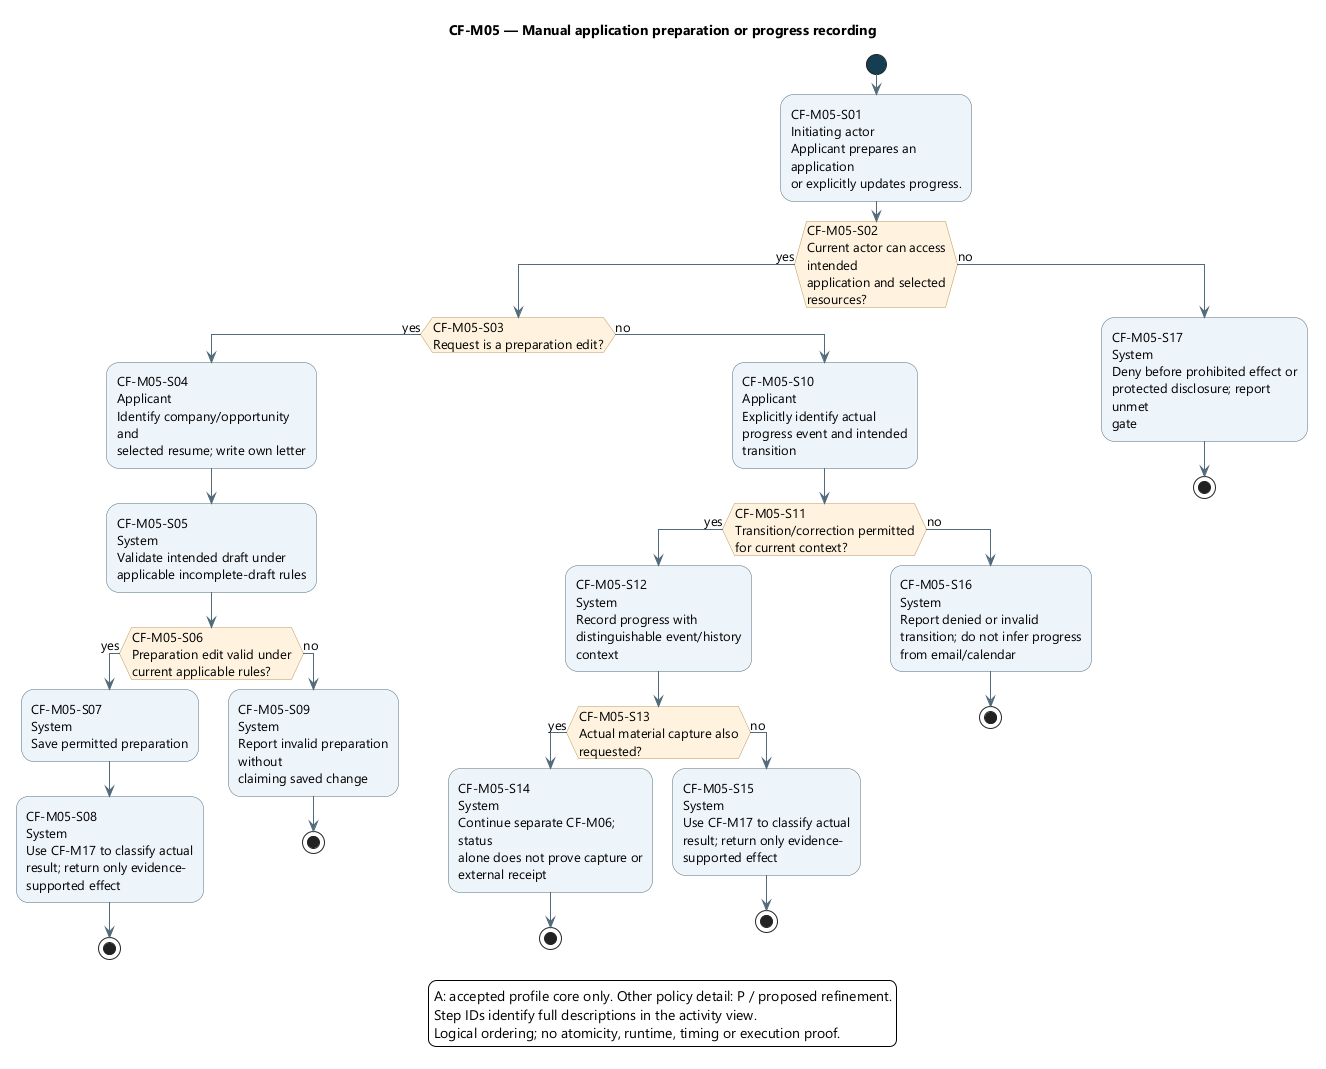 CF-M05 — Manual application preparation or progress recording
CF-M05-S01
Initiating actor
Applicant prepares an
application
or explicitly updates progress.
CF-M05-S02
Current actor can access
intended
application and selected
resources?
yes
no
CF-M05-S03
Request is a preparation edit?
yes
no
CF-M05-S04
Applicant
Identify company/opportunity
and
selected resume; write own letter
CF-M05-S05
System
Validate intended draft under
applicable incomplete-draft rules
CF-M05-S06
Preparation edit valid under
current applicable rules?
yes
no
CF-M05-S07
System
Save permitted preparation
CF-M05-S08
System
Use CF-M17 to classify actual
result; return only evidence-
supported effect
CF-M05-S09
System
Report invalid preparation
without
claiming saved change
CF-M05-S10
Applicant
Explicitly identify actual
progress event and intended
transition
CF-M05-S11
Transition/correction permitted
for current context?
yes
no
CF-M05-S12
System
Record progress with
distinguishable event/history
context
CF-M05-S13
Actual material capture also
requested?
yes
no
CF-M05-S14
System
Continue separate CF-M06;
status
alone does not prove capture or
external receipt
CF-M05-S15
System
Use CF-M17 to classify actual
result; return only evidence-
supported effect
CF-M05-S16
System
Report denied or invalid
transition; do not infer progress
from email/calendar
CF-M05-S17
System
Deny before prohibited effect or
protected disclosure; report
unmet
gate
A: accepted profile core only. Other policy detail: P / proposed refinement.
Step IDs identify full descriptions in the activity view.
Logical ordering; no atomicity, runtime, timing or execution proof.